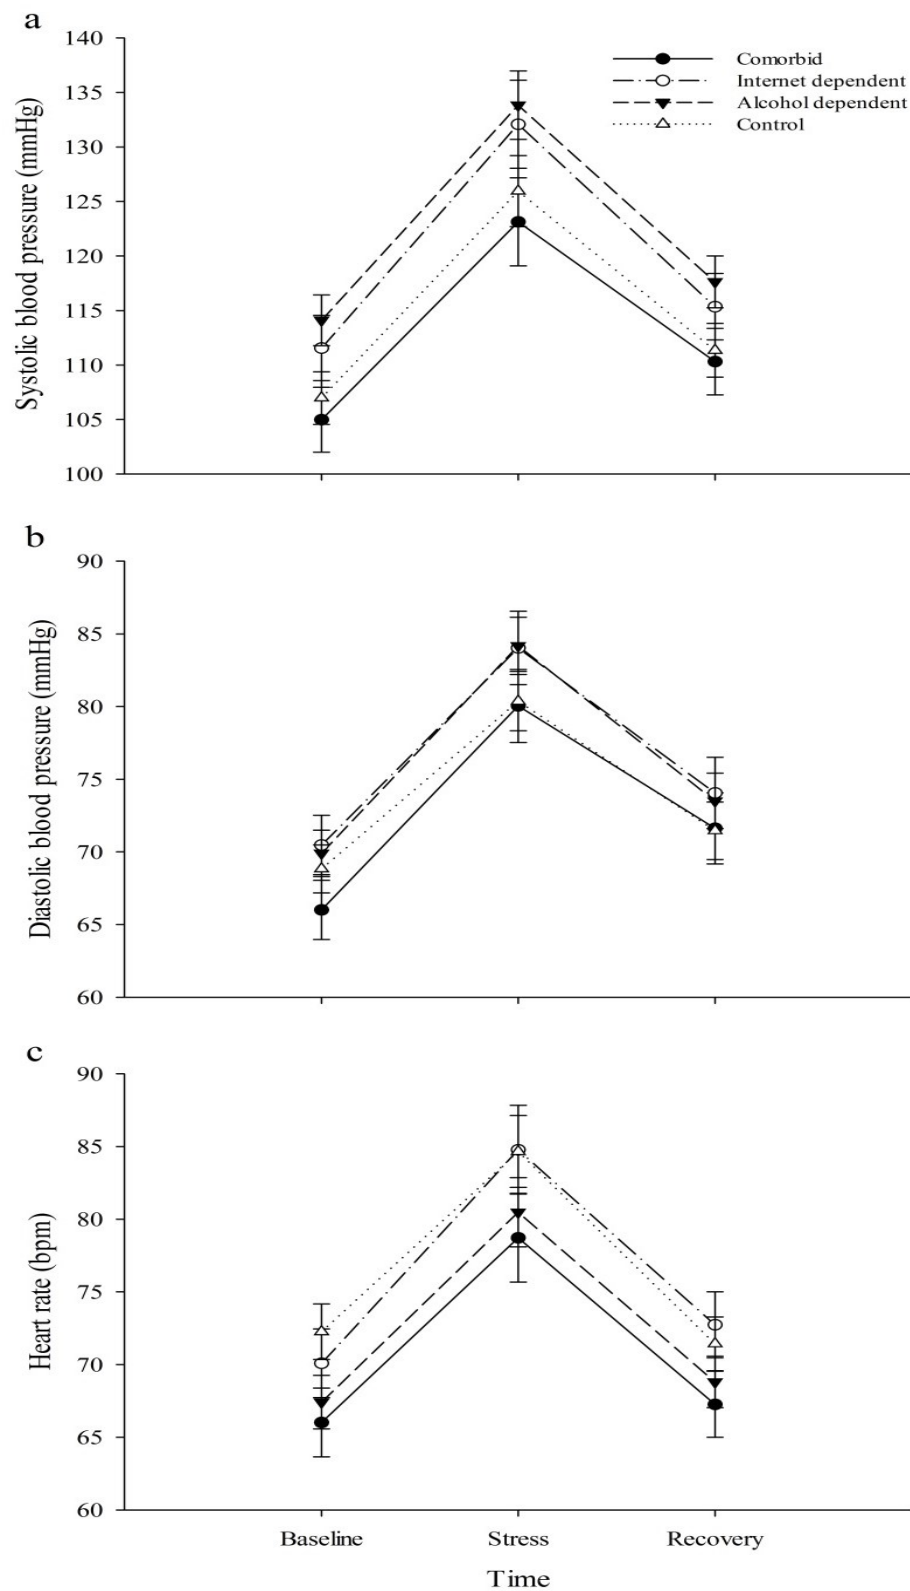 a
140
135
130
125
120
115
110
105
100
Systolic blood pressure (mmHg)
Comorbid
Internet dependent
Alcohol dependent
Control
b
90
85
80
75
70
65
60
Diastolic blood pressure (mmHg)
c
90
85
80
75
70
65
60
Heart rate (bpm)
Baseline Stress Recovery
Time